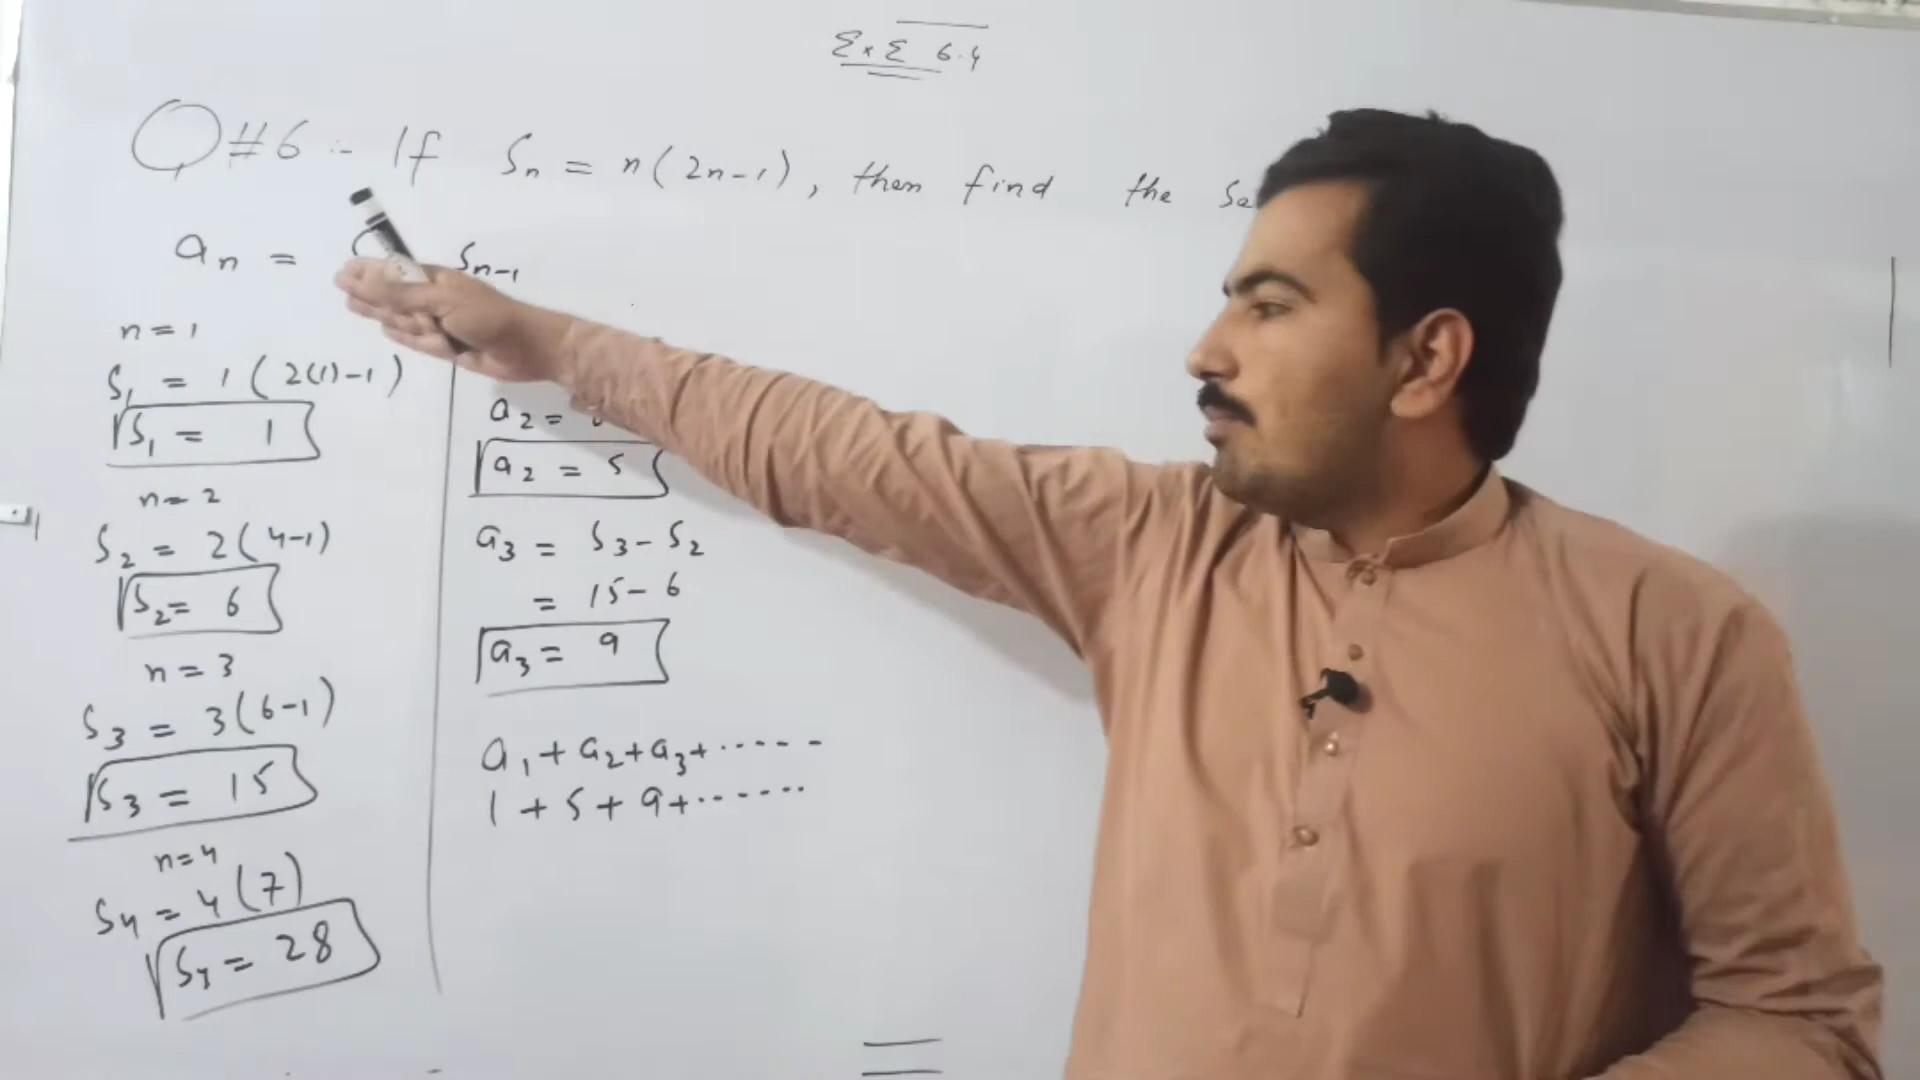 Ex E 6.4
Q#6 :- If Sn = n(2n-1), then find the
an = Sn-1
n = 1
S1 = 1(2(1)-1)
S1 = 1
n = 2
S2 = 2(4-1)
S2 = 6
n = 3
S3 = 3(6-1)
S3 = 15
n=4
S4 = 4(7)
S4 = 28
a2 =
a2 = 5
a3 = S3 - S2
= 15 - 6
a3 = 9
a1 + a2 + a3 + ......
1 + 5 + 9 + ......